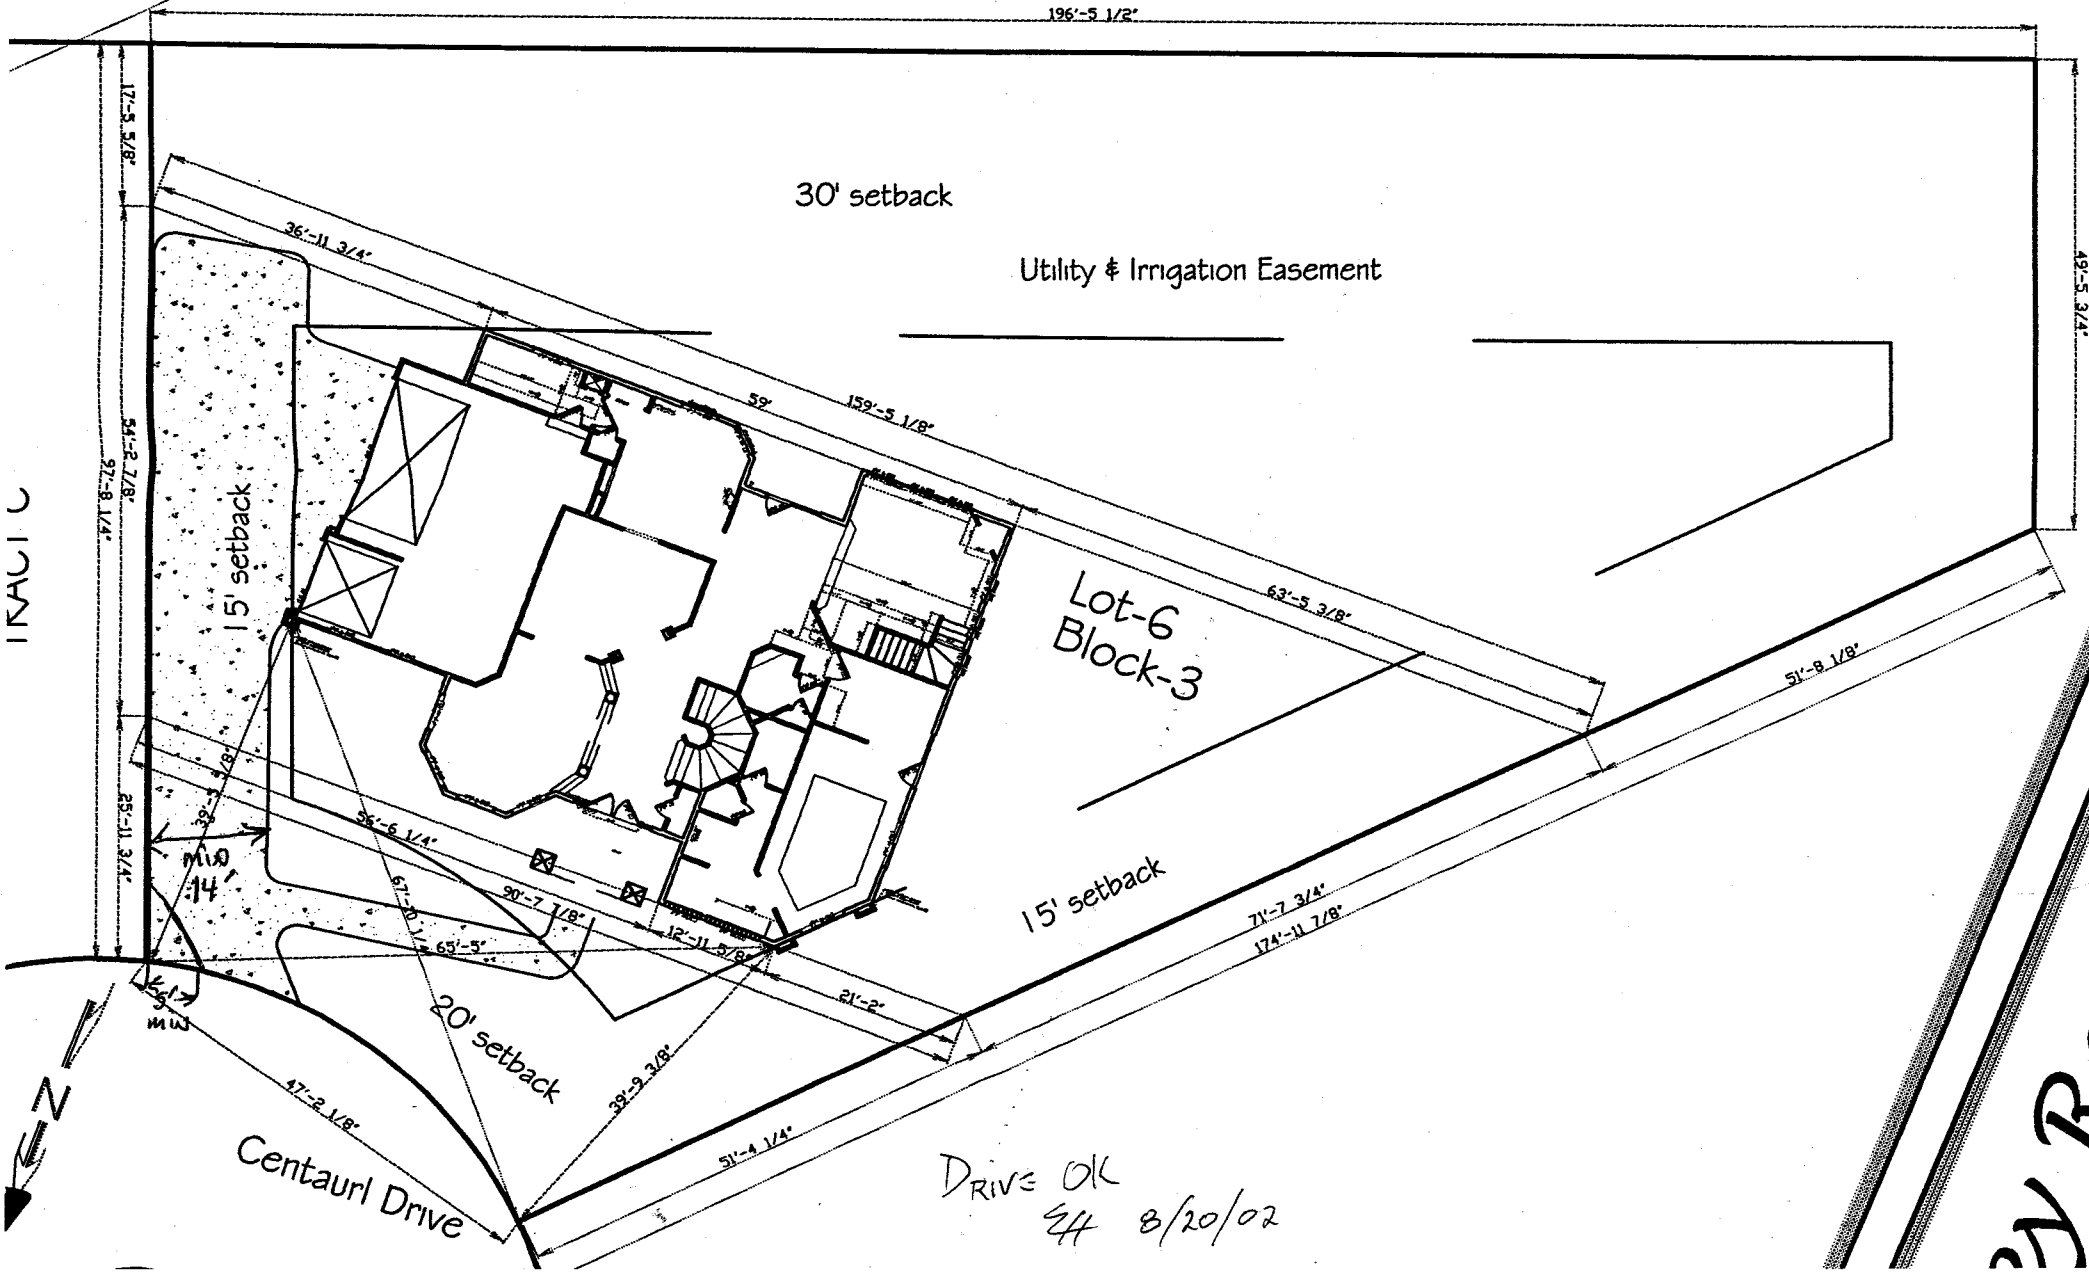 196'-5 1/2"
17'-5 5/8"
30' setback
36'-11 3/4"
Utility & Irrigation Easement
49'-5 3/4"
59'
159'-5 1/8"
54'-2 7/8"
97'-8 1/4"
15' setback
TRACT C
Lot-6
Block-3
63'-5 3/8"
51'-8 1/8"
25'-11 3/4"
39'-5 3/8"
min
14'
56'-6 1/4"
90'-7 7/8"
12'-11 5/8"
67'-10
65'-5"
21'-2"
15' setback
71'-7 3/4"
174'-11 7/8"
min
20' setback
39'-9 3/8"
47'-2 1/8"
51'-4 1/4"
N
Centauri Drive
Drive OK
8/20/02